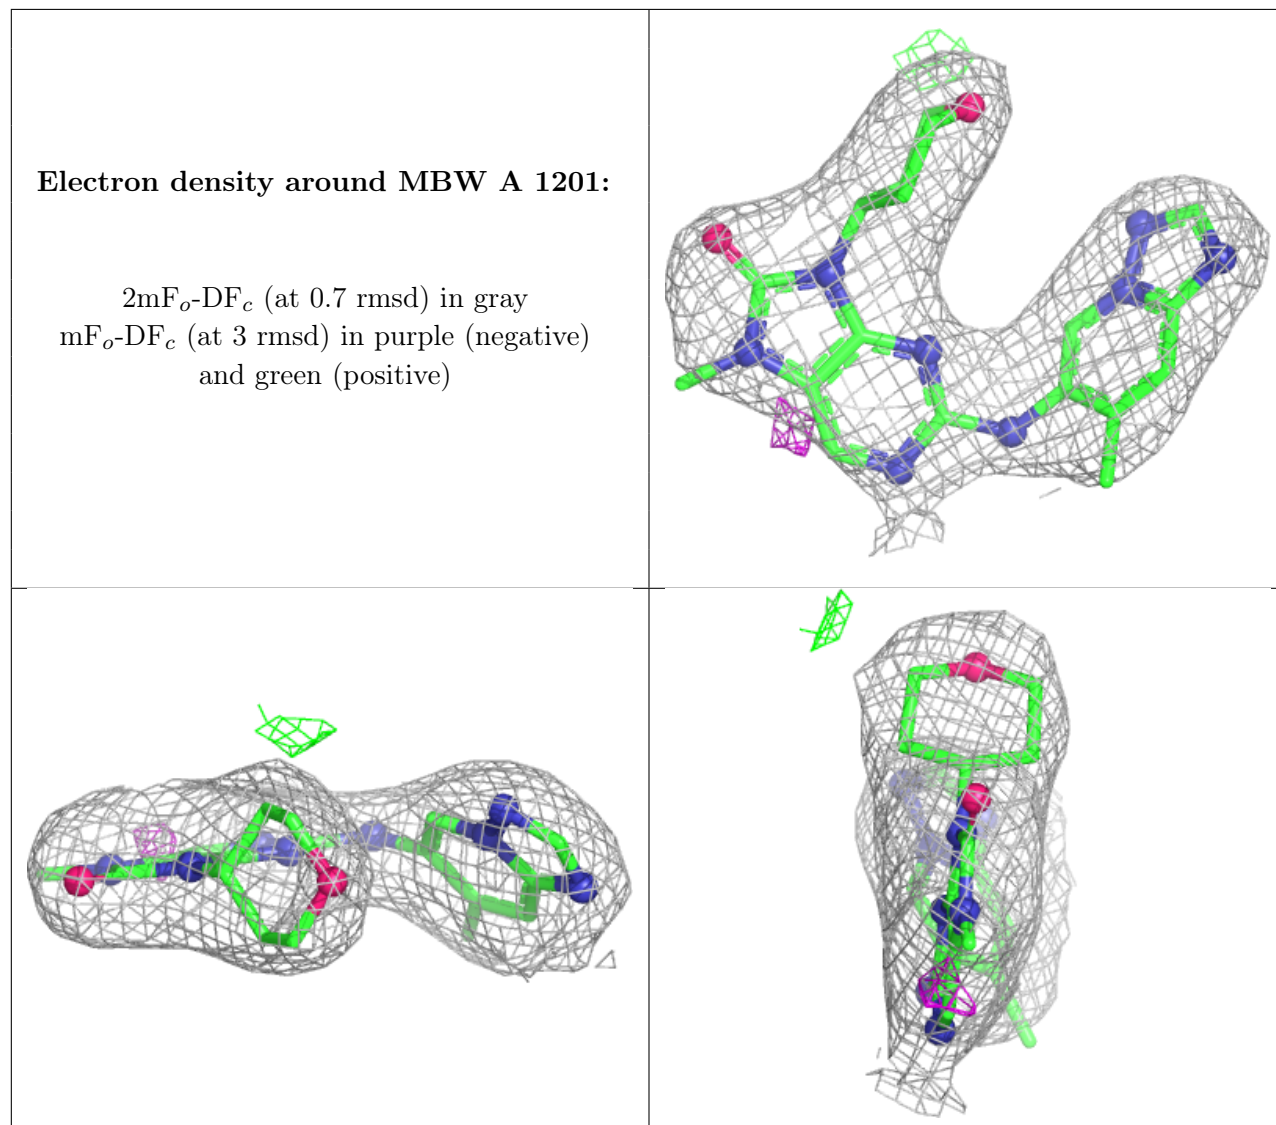 Electron density around MBW A 1201:
2mFo-DFc (at 0.7 rmsd) in gray
mFo-DFc (at 3 rmsd) in purple (negative)
and green (positive)